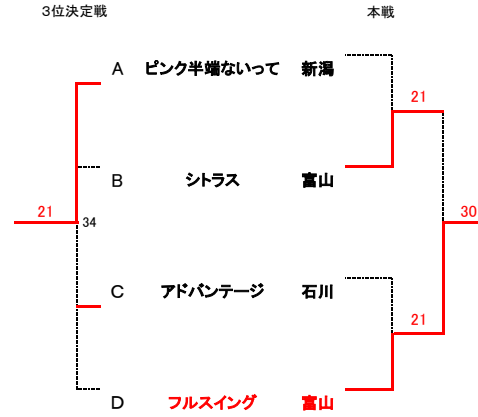 3位決定戦 本戦
A ピンク半端ないって 新潟
21
B シトラス 富山
21 30
34
C アドバンテージ 石川
21
D フルスイング 富山